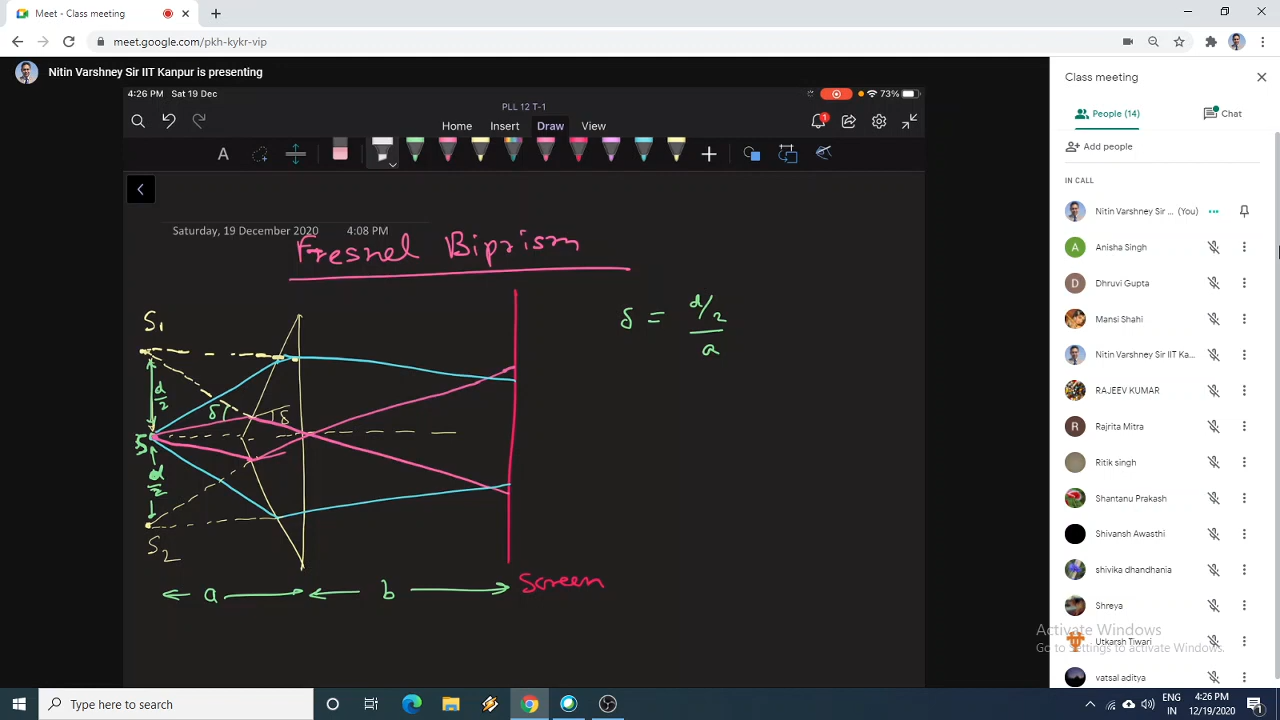 Meet - Class meeting
meet.google.com/pkh-kykr-vip
Nitin Varshney Sir IIT Kanpur is presenting
4:26 PM Sat 19 Dec
73%
PLL 12 T-1
Home Insert Draw View
1
A
Saturday, 19 December 2020 4:08 PM
Fresnel Biprism
S1
d/2
δ
δ
S
d/2
S2
a
b
Screen
δ = d/2
a
Class meeting
People (14)
Chat
Add people
IN CALL
Nitin Varshney Sir ... (You)
A Anisha Singh
D Dhruvi Gupta
Mansi Shahi
Nitin Varshney Sir IIT Ka...
RAJEEV KUMAR
R Rajrita Mitra
Ritik singh
Shantanu Prakash
Shivansh Awasthi
shivika dhandhania
Shreya
Utkarsh Tiwari
vatsal aditya
Activate Windows
Go to Settings to activate Windows.
Type here to search
ENG
IN
4:26 PM
12/19/2020